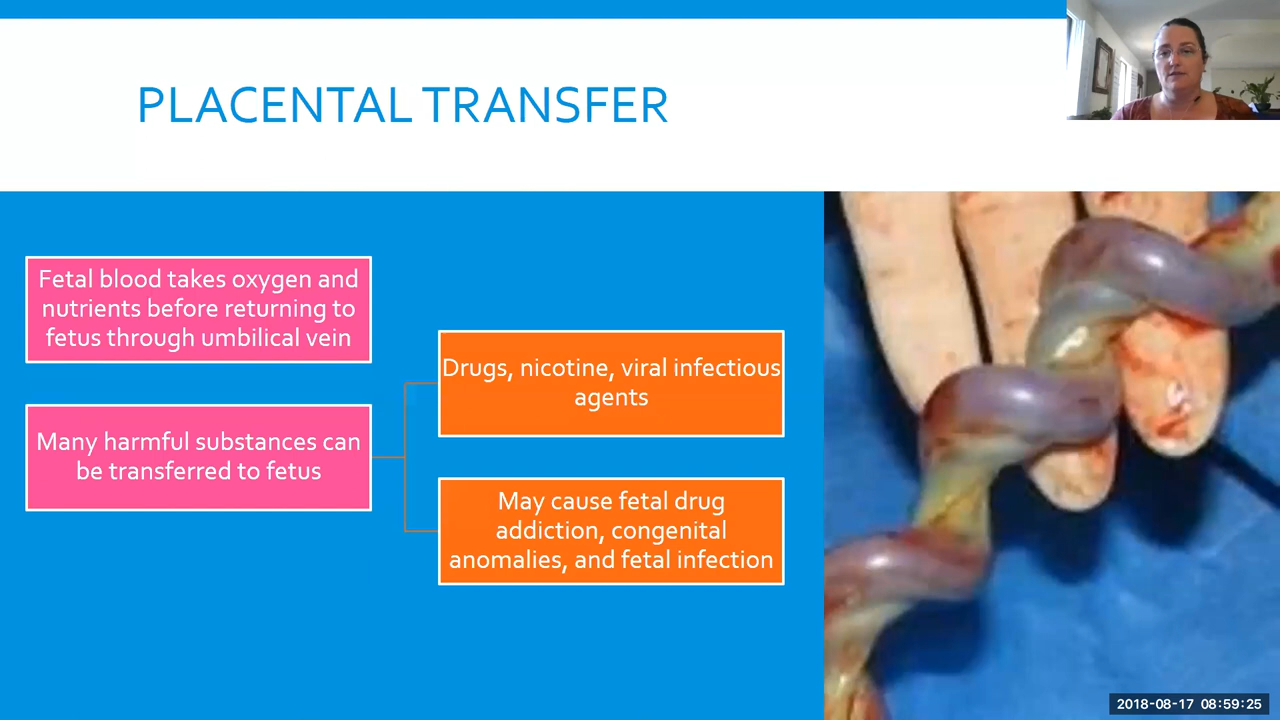 PLACENTAL TRANSFER
Fetal blood takes oxygen and
nutrients before returning to
fetus through umbilical vein
Many harmful substances can
be transferred to fetus
Drugs, nicotine, viral infectious
agents
May cause fetal drug
addiction, congenital
anomalies, and fetal infection
2018-08-17 08:59:25